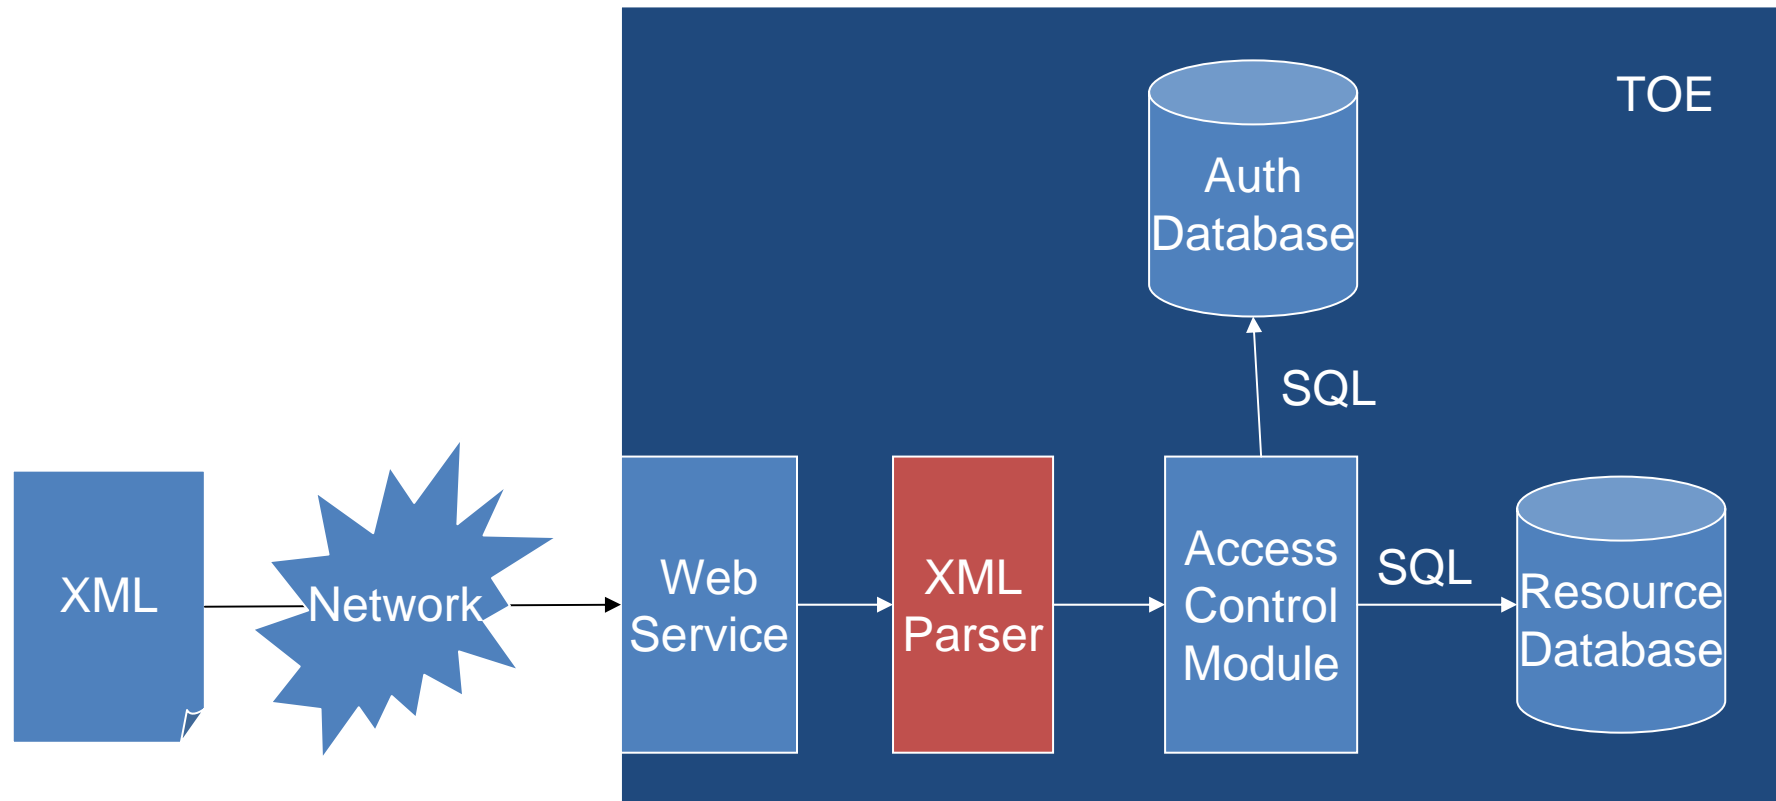 TOE
Auth
Database
SQL
XML
Network
Web
Service
XML
Parser
Access
Control
Module
SQL
Resource
Database